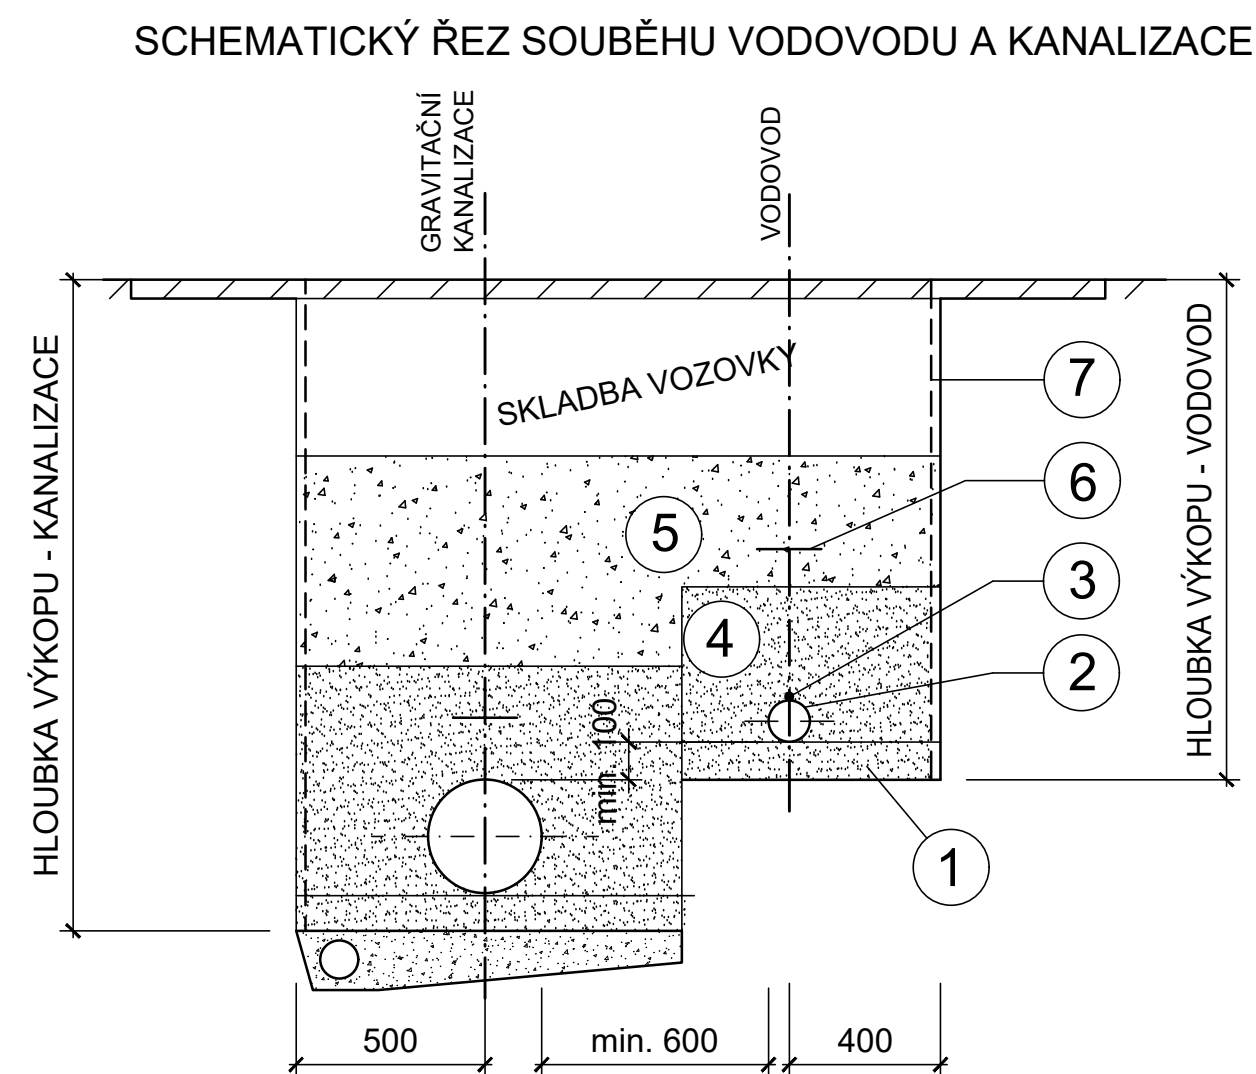 SCHEMATICKÝ ŘEZ SOUBĚHU VODOVODU A KANALIZACE
GRAVITAČNÍ
KANALIZACE
VODOVOD
HLOUBKA VÝKOPU - KANALIZACE
SKLADBA VOZOVKY
HLOUBKA VÝKOPU - VODOVOD
7
6
5
3
4
2
min. 100
1
500
min. 600
400